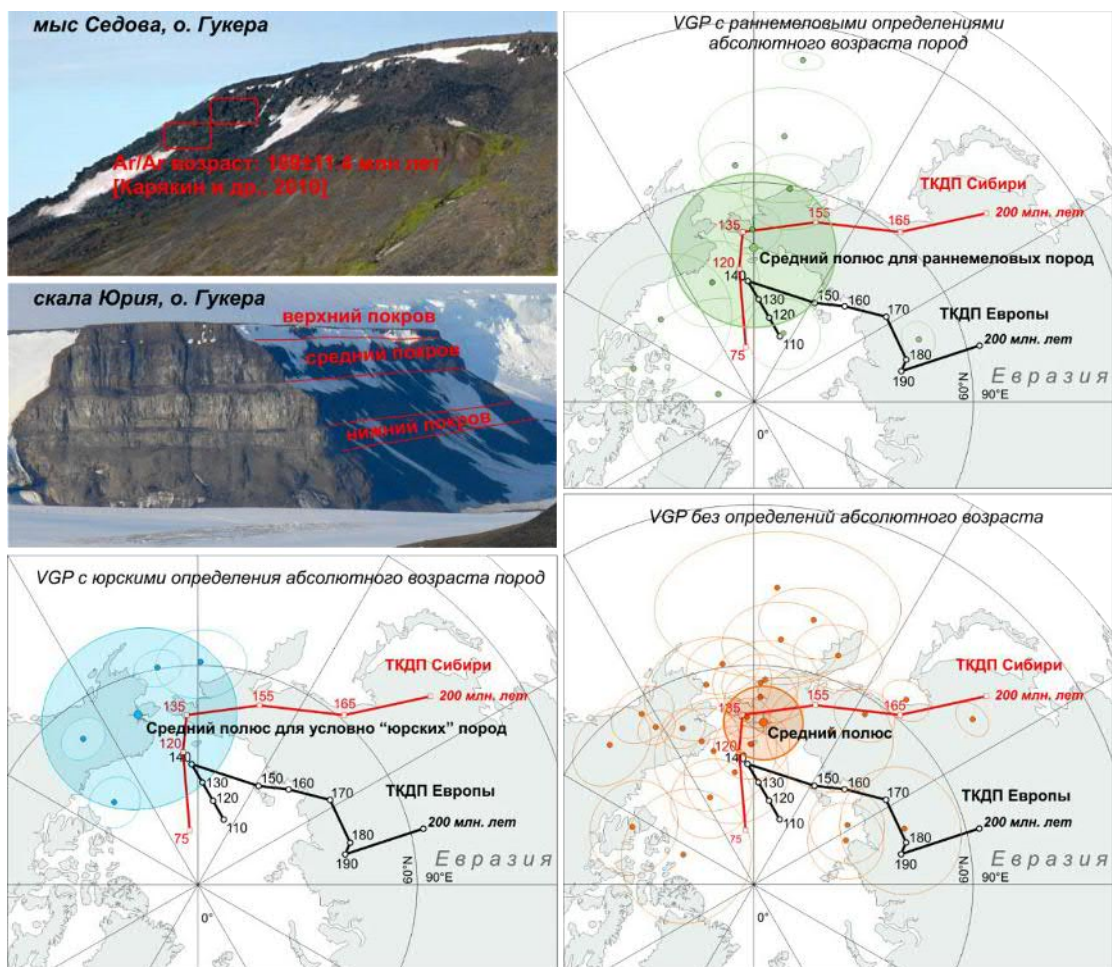 мыс Седова, о. Гукера
Ar/Ar возраст: 189±11.4 млн лет
[Карякин и др., 2010]
скала Юрия, о. Гукера
верхний покров
средний покров
нижний покров
VGP с раннемеловыми определениями
абсолютного возраста пород
ТКДП Сибири
155
165
200 млн. лет
135
Средний полюс для раннемеловых пород
120
140
130
120
110
150
160
170
ТКДП Европы
180
200 млн. лет
190
75
Евразия
60°N
90°E
0°
VGP с юрскими определения абсолютного возраста пород
ТКДП Сибири
155
165
200 млн. лет
135
Средний полюс для условно “юрских” пород
120
140
130
120
110
150
160
170
ТКДП Европы
180
200 млн. лет
190
75
Евразия
60°N
90°E
0°
VGP без определений абсолютного возраста
ТКДП Сибири
155
165
200 млн. лет
135
Средний полюс
120
140
130
120
110
150
160
170
ТКДП Европы
180
200 млн. лет
190
75
Евразия
60°N
90°E
0°